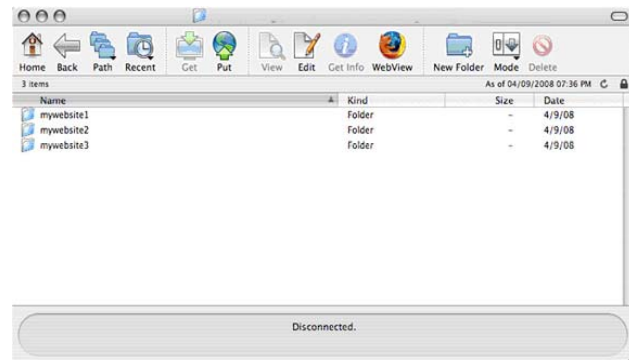 Home Back Path Recent Get Put View Edit Get Info WebView New Folder Mode Delete
3 items As of 04/09/2008 07:36 PM
Name Kind Size Date
mywebsite1 Folder - 4/9/08
mywebsite2 Folder - 4/9/08
mywebsite3 Folder - 4/9/08
Disconnected.